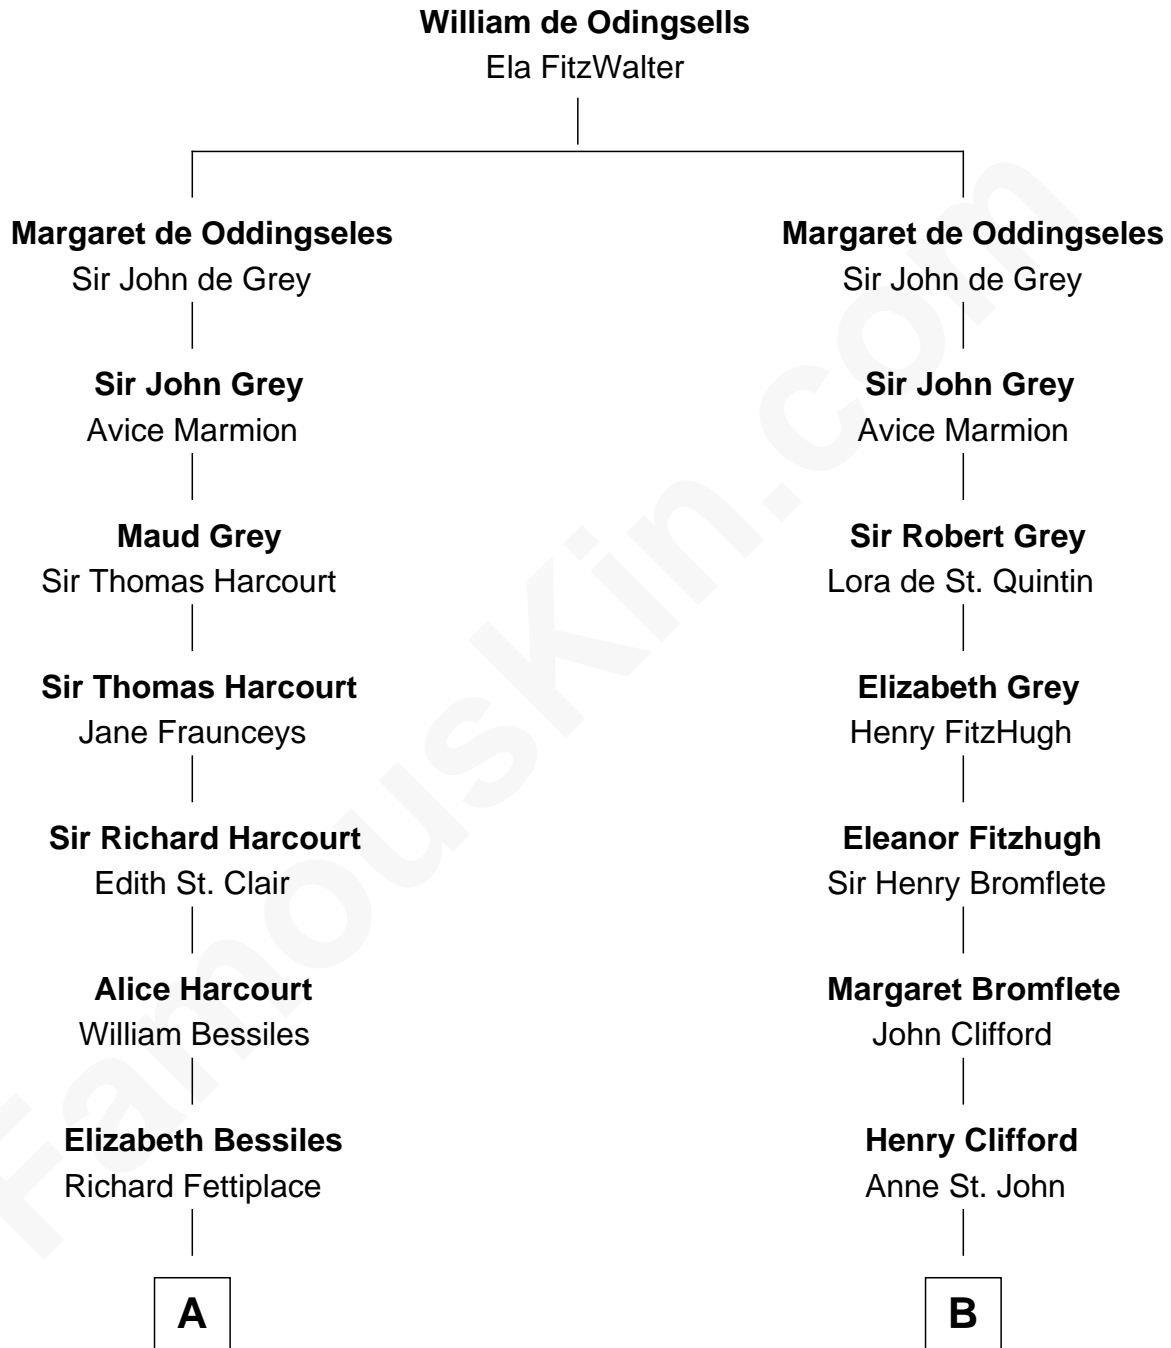 William de Odingsells
Ela FitzWalter
Margaret de Oddingseles
Sir John de Grey
Sir John Grey
Avice Marmion
Maud Grey
Sir Thomas Harcourt
Sir Thomas Harcourt
Jane Fraunceys
Sir Richard Harcourt
Edith St. Clair
Alice Harcourt
William Bessiles
Elizabeth Bessiles
Richard Fettiplace
A
Margaret de Oddingseles
Sir John de Grey
Sir John Grey
Avice Marmion
Sir Robert Grey
Lora de St. Quintin
Elizabeth Grey
Henry FitzHugh
Eleanor Fitzhugh
Sir Henry Bromflete
Margaret Bromflete
John Clifford
Henry Clifford
Anne St. John
B
FamousKin.com